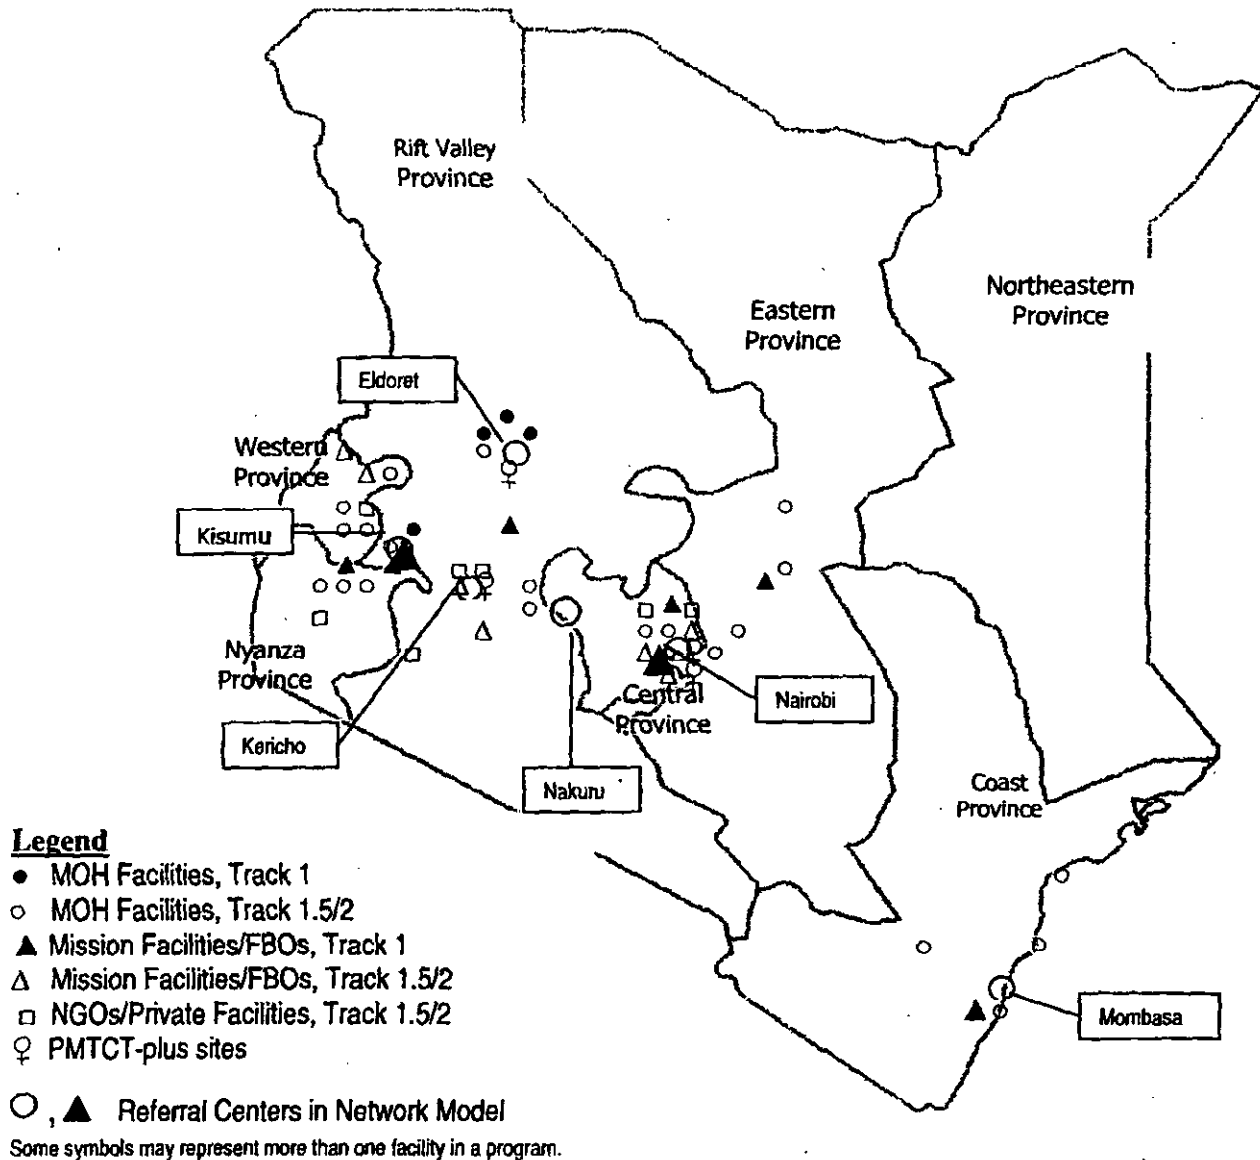 Rift Valley
Province
Eastern
Province
Northeastern
Province
Eldoret
Western
Province
Kisumu
Nyanza
Province
Kericho
Nakuru
Central
Province
Nairobi
Coast
Province
Mombasa
Legend
MOH Facilities, Track 1
MOH Facilities, Track 1.5/2
Mission Facilities/FBOs, Track 1
Mission Facilities/FBOs, Track 1.5/2
NGOs/Private Facilities, Track 1.5/2
PMTCT-plus sites
, Referral Centers in Network Model
Some symbols may represent more than one facility in a program.